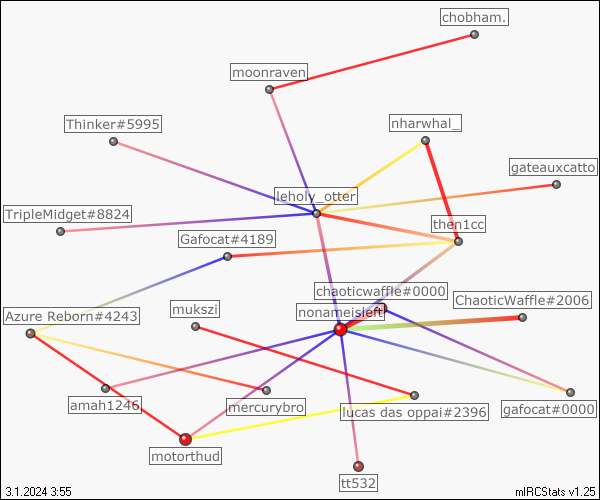 chobham.
moonraven
Thinker#5995
nharwhal_
gateauxcatto
leholy_otter
TripleMidget#8824
then1cc
Gafocat#4189
chaoticwaffle#0000
ChaoticWaffle#2006
mukszi
nonameisleft
Azure Reborn#4243
amah1246
mercurybro
lucas das oppai#2396
gafocat#0000
motorthud
tt532
3.1.2024 3:55
mIRCStats v1.25